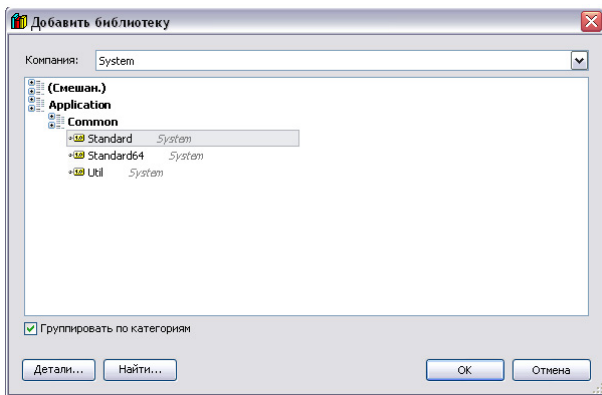 Добавить библиотеку
Компания: System
(Смешан.)
Application
Common
Standard System
Standard64 System
Util System
Группировать по категориям
Детали... Найти... OK Отмена